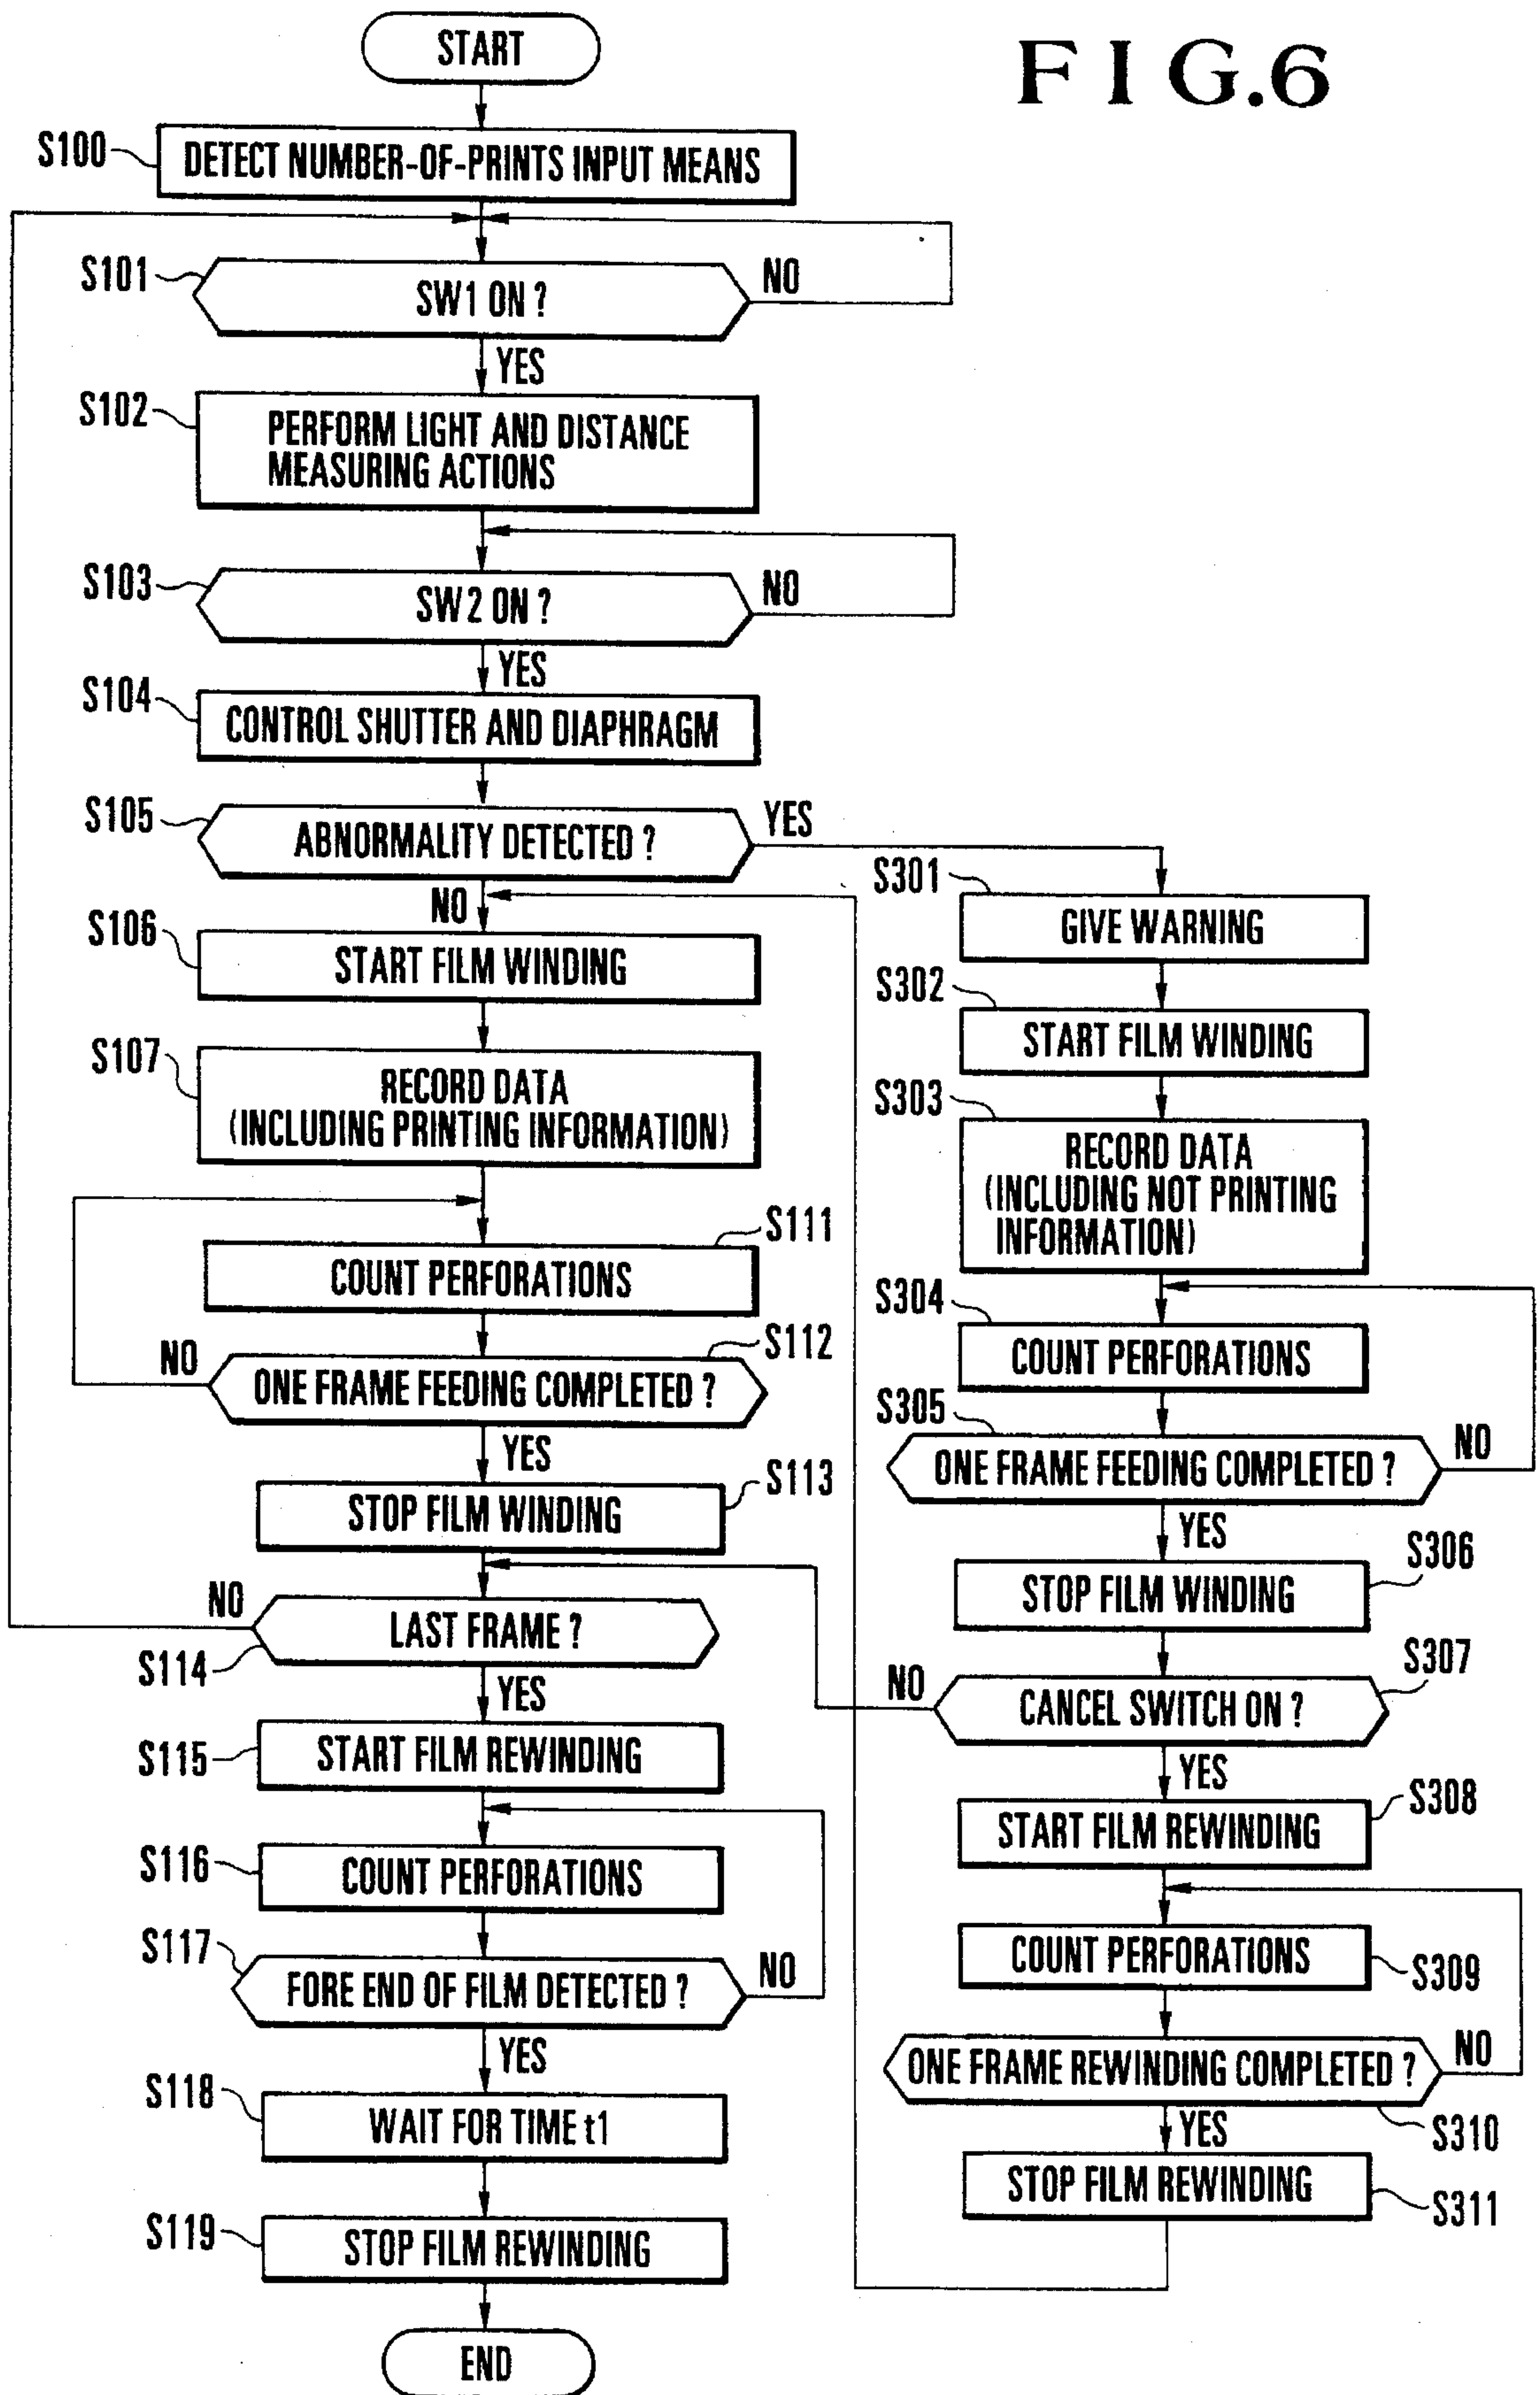 FIG.6
START
S100
DETECT NUMBER-OF-PRINTS INPUT MEANS
S101
SW1 ON ?
NO
YES
S102
PERFORM LIGHT AND DISTANCE
MEASURING ACTIONS
S103
SW2 ON ?
NO
YES
S104
CONTROL SHUTTER AND DIAPHRAGM
S105
ABNORMALITY DETECTED ?
YES
NO
S106
START FILM WINDING
S107
RECORD DATA
(INCLUDING PRINTING INFORMATION)
S111
COUNT PERFORATIONS
S112
NO
ONE FRAME FEEDING COMPLETED ?
YES
S113
STOP FILM WINDING
NO
LAST FRAME ?
S114
YES
S115
START FILM REWINDING
S116
COUNT PERFORATIONS
S117
FORE END OF FILM DETECTED ?
NO
YES
S118
WAIT FOR TIME t1
S119
STOP FILM REWINDING
END
S301
GIVE WARNING
S302
START FILM WINDING
S303
RECORD DATA
(INCLUDING NOT PRINTING
INFORMATION)
S304
COUNT PERFORATIONS
S305
ONE FRAME FEEDING COMPLETED ?
NO
YES
S306
STOP FILM WINDING
S307
NO
CANCEL SWITCH ON ?
YES
S308
START FILM REWINDING
COUNT PERFORATIONS
S309
ONE FRAME REWINDING COMPLETED ?
NO
S310
YES
STOP FILM REWINDING
S311